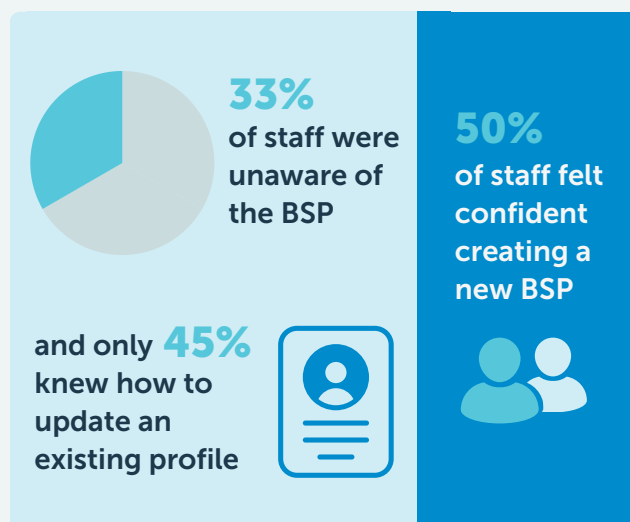 33%
of staff were
unaware of
the BSP
and only 45%
knew how to
update an
existing profile
50%
of staff felt
confident
creating a
new BSP